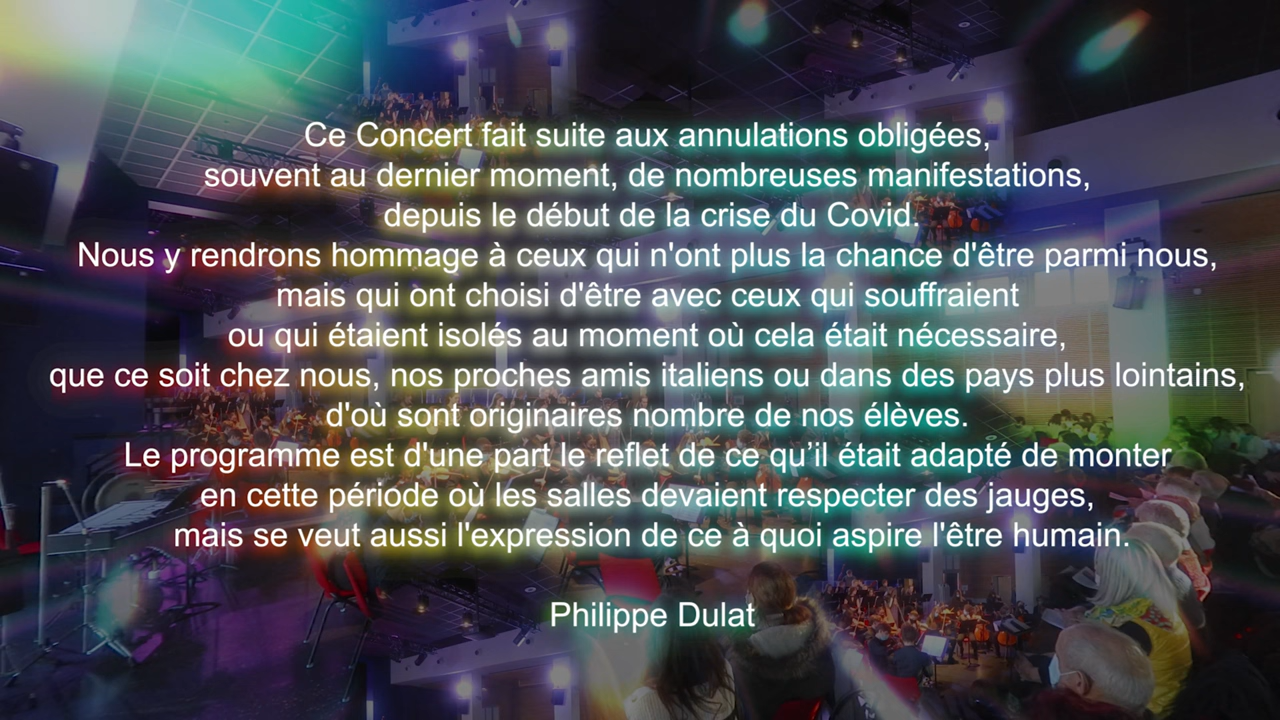 Ce Concert fait suite aux annulations obligées,
souvent au dernier moment, de nombreuses manifestations,
depuis le début de la crise du Covid.
Nous y rendrons hommage à ceux qui n'ont plus la chance d'être parmi nous,
mais qui ont choisi d'être avec ceux qui souffraient
ou qui étaient isolés au moment où cela était nécessaire,
que ce soit chez nous, nos proches amis italiens ou dans des pays plus lointains,
d'où sont originaires nombre de nos élèves.
Le programme est d'une part le reflet de ce qu’il était adapté de monter
en cette période où les salles devaient respecter des jauges,
mais se veut aussi l'expression de ce à quoi aspire l'être humain.
Philippe Dulat